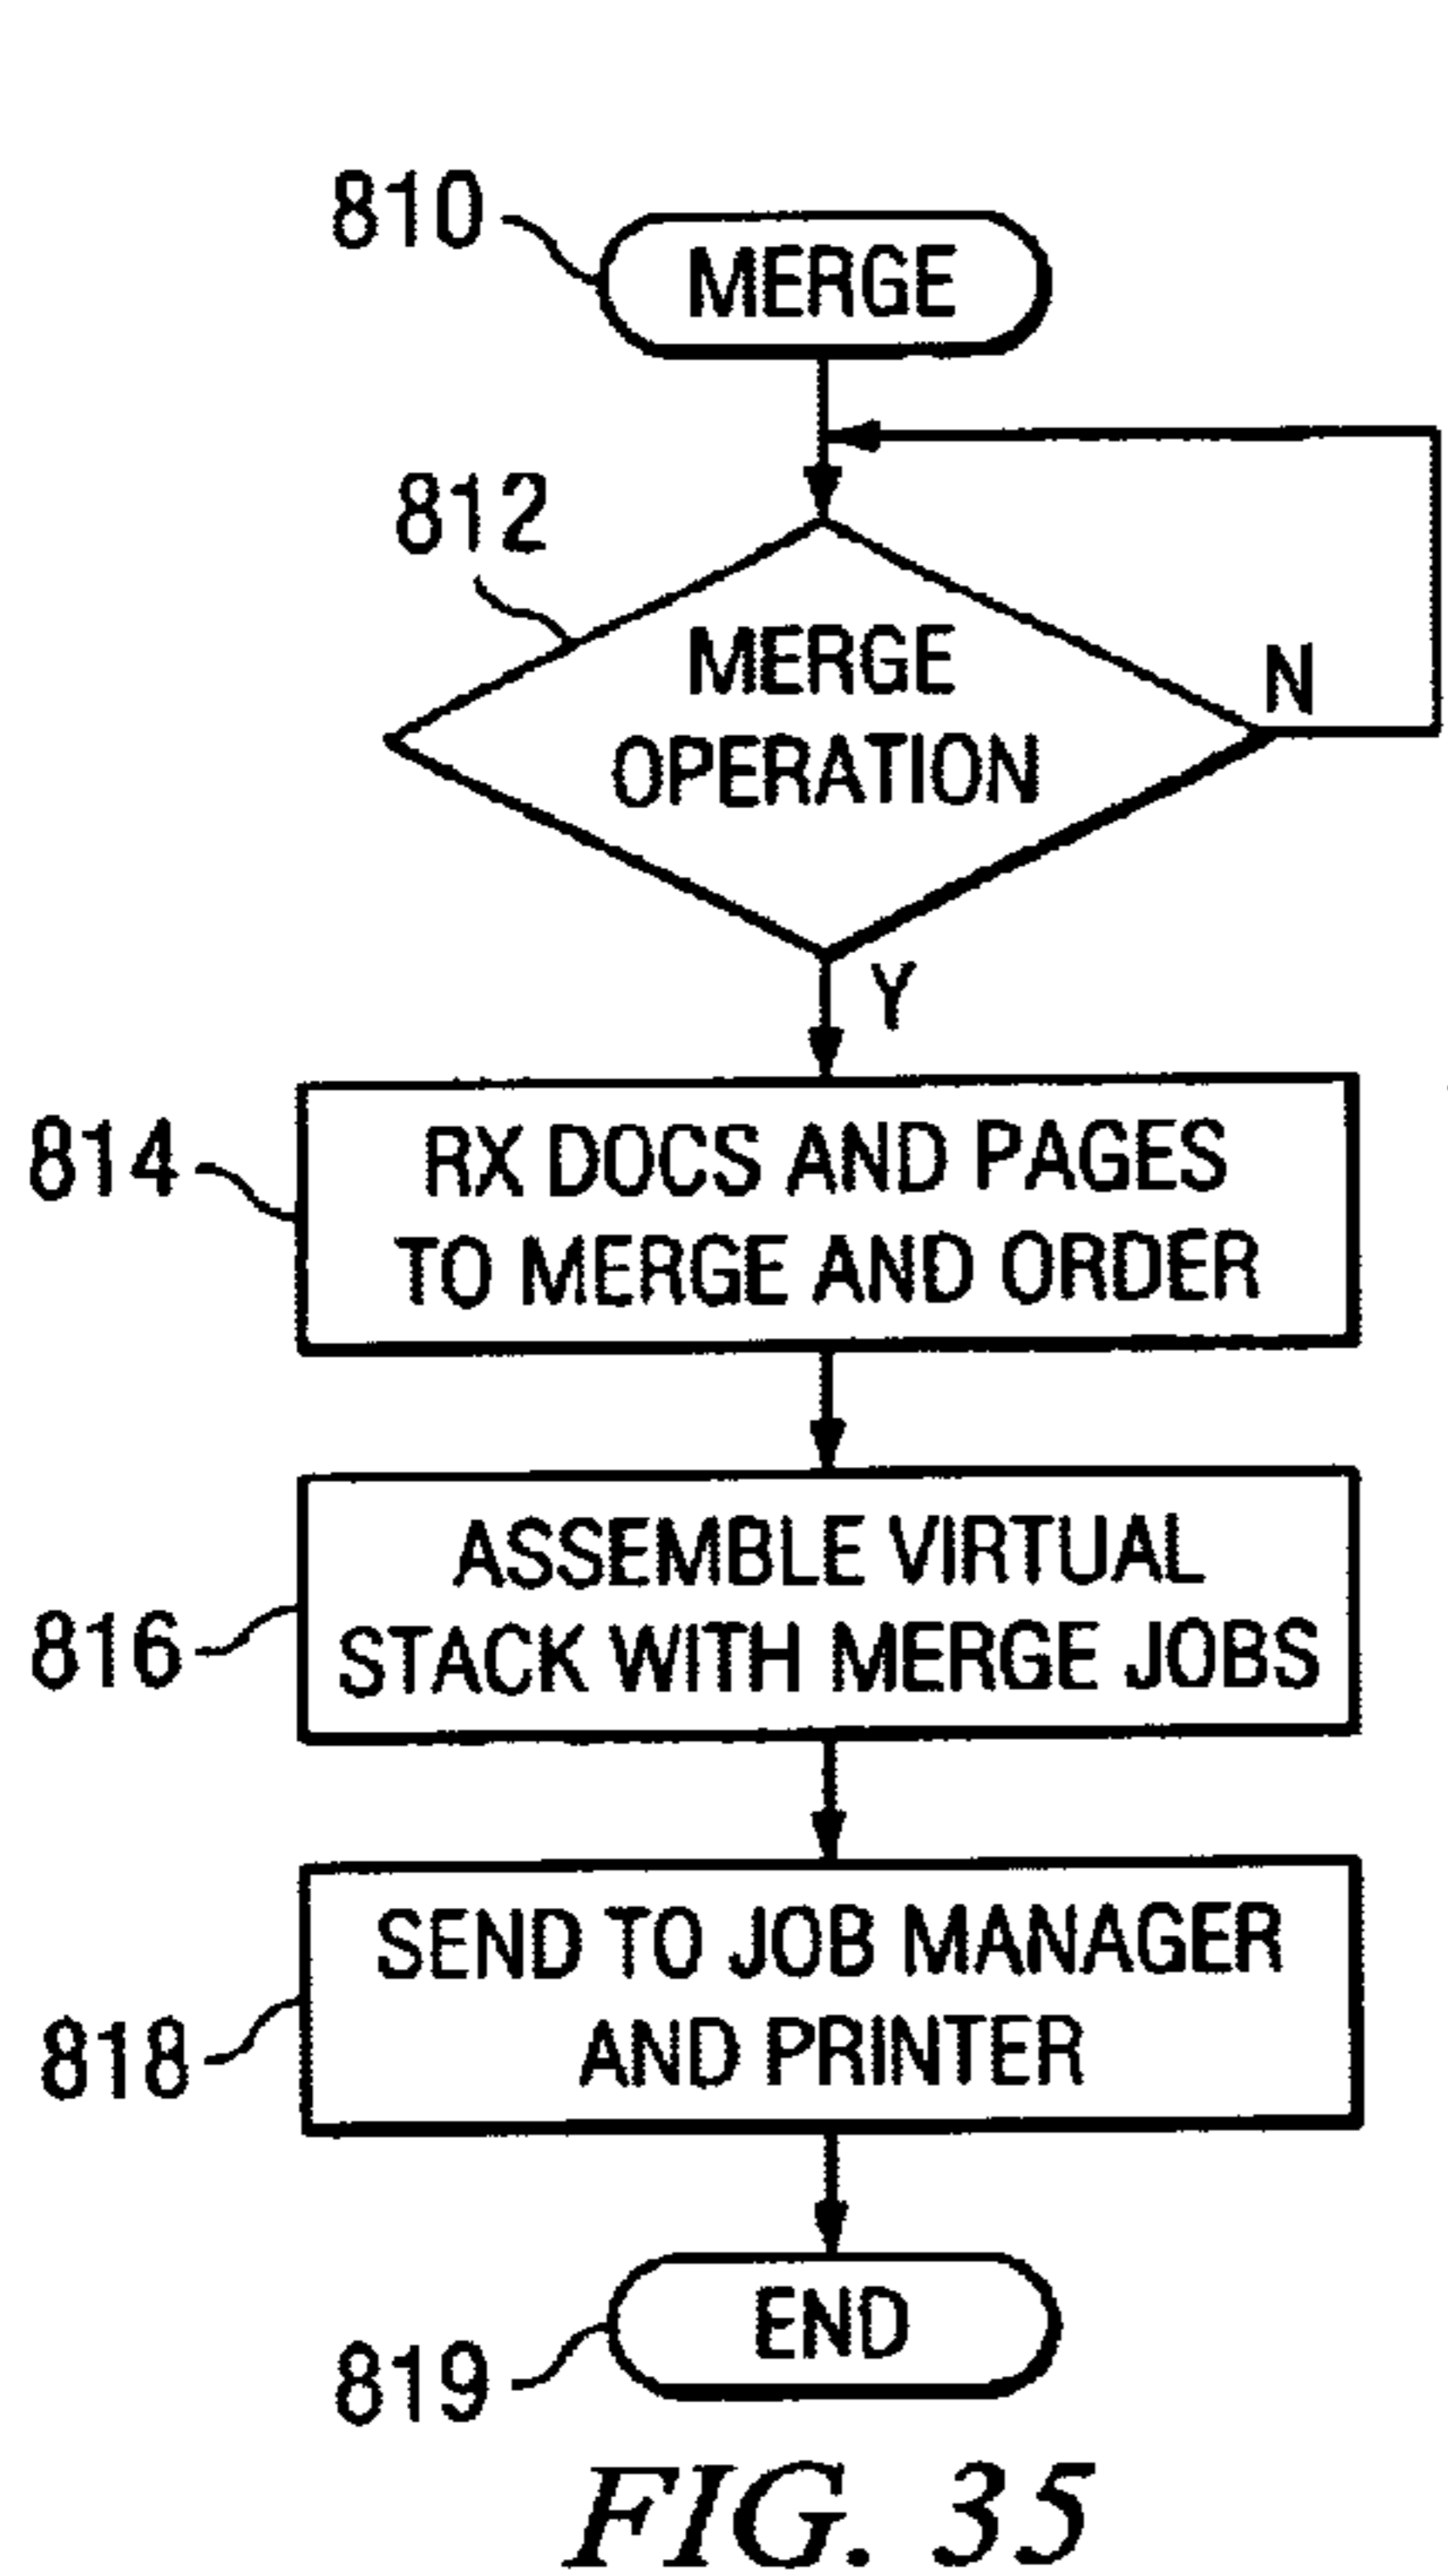 810
MERGE
812
MERGE
OPERATION
N
Y
814
RX DOCS AND PAGES
TO MERGE AND ORDER
816
ASSEMBLE VIRTUAL
STACK WITH MERGE JOBS
818
SEND TO JOB MANAGER
AND PRINTER
819
END
FIG. 35